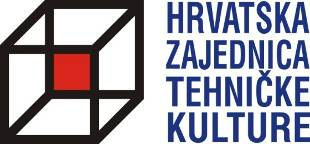 HRVATSKA
ZAJEDNICA
TEHNIČKE
KULTURE